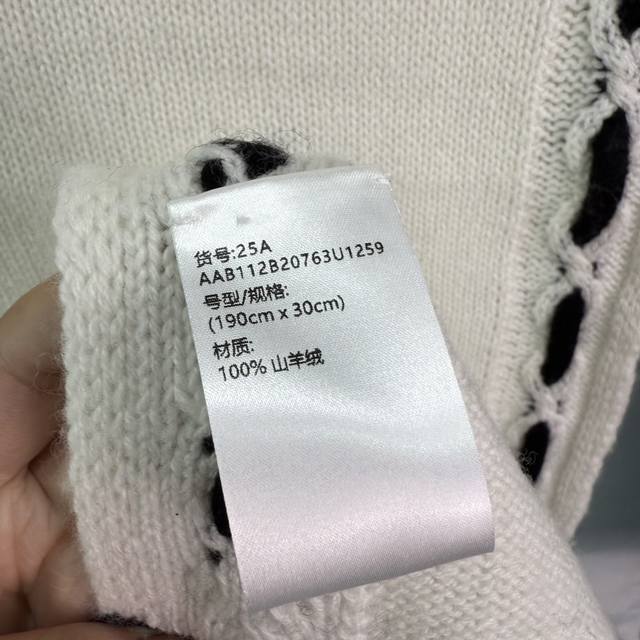 货号:25A
AAB112B20763U1259
号型/规格:
(190cm x 30cm)
材质:
100% 山羊绒